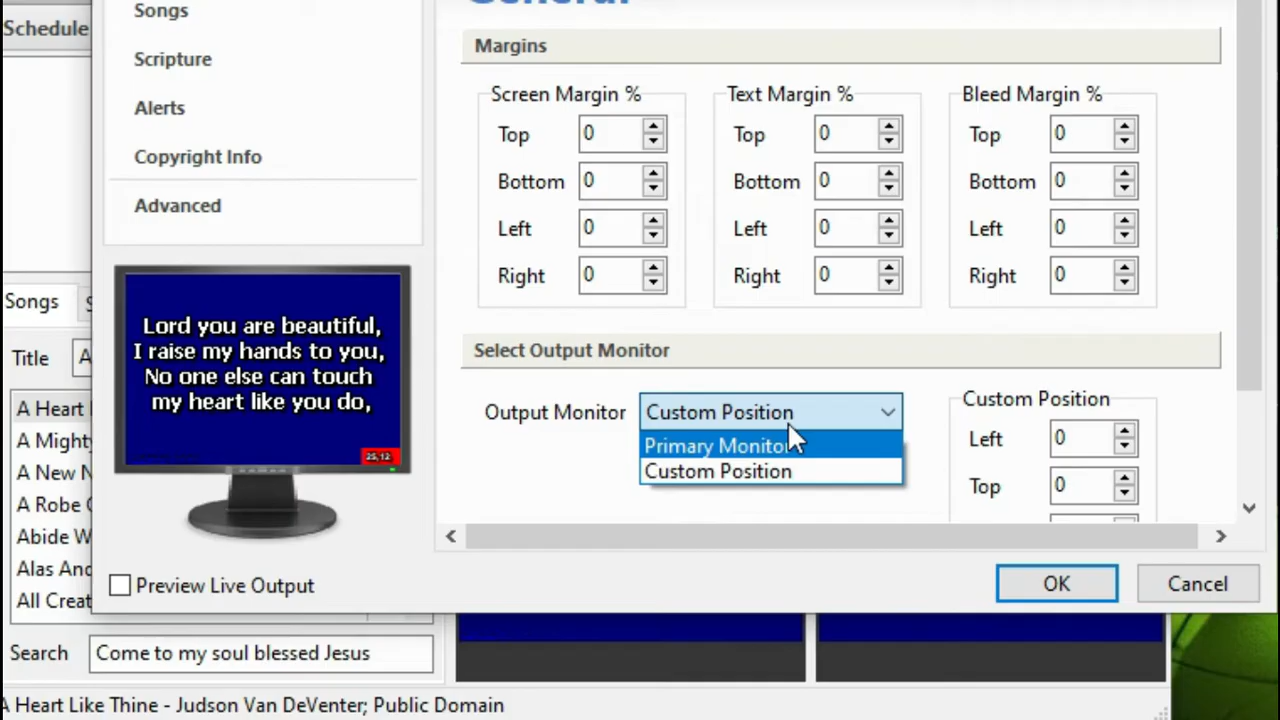 General
Songs
Schedule
Margins
Scripture
Screen Margin %
Text Margin %
Bleed Margin %
Alerts
Top 0
Top 0
Top 0
Copyright Info
Bottom 0
Bottom 0
Bottom 0
Advanced
Left 0
Left 0
Left 0
Right 0
Right 0
Right 0
Songs
S
Lord you are beautiful,
I raise my hands to you,
No one else can touch
my heart like you do,
25, 12
Select Output Monitor
Title A
Output Monitor
Custom Position
Primary Monitor
Custom Position
Custom Position
Left 0
Top 0
A Heart
A Mighty
A New N
A Robe
Abide W
Alas And
All Creat
Preview Live Output
OK
Cancel
Search
Come to my soul blessed Jesus
A Heart Like Thine - Judson Van DeVenter; Public Domain